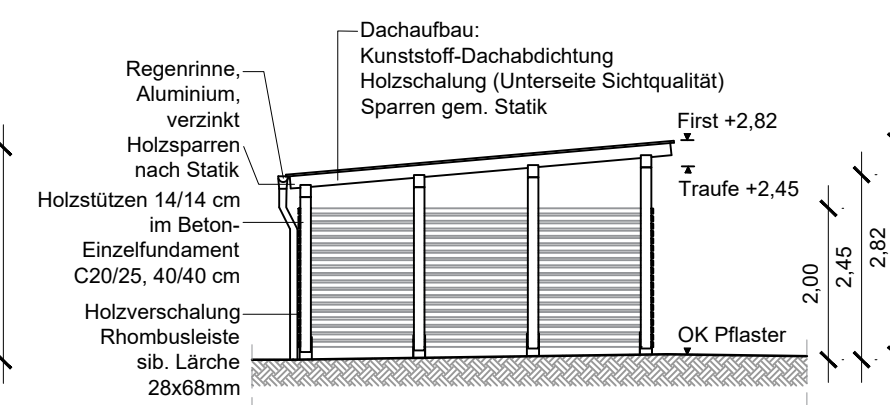 Dachaufbau:
Kunststoff-Dachabdichtung
Holzschalung (Unterseite Sichtqualität)
Sparren gem. Statik
Regenrinne,
Aluminium,
verzinkt
Holzsparren
nach Statik
Holzstützen 14/14 cm
im Beton-
Einzelfundament
C20/25, 40/40 cm
Holzverschalung
Rhombusleiste
sib. Lärche
28x68mm
First +2,82
Traufe +2,45
OK Pflaster
2,00
2,45
2,82